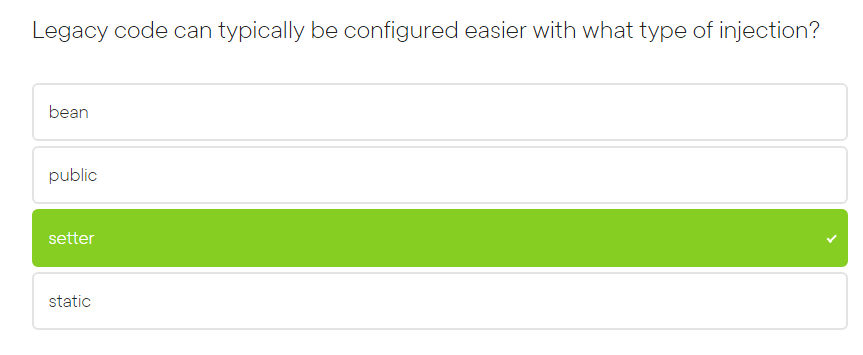 Legacy code can typically be configured easier with what type of injection?
bean
public
setter
static